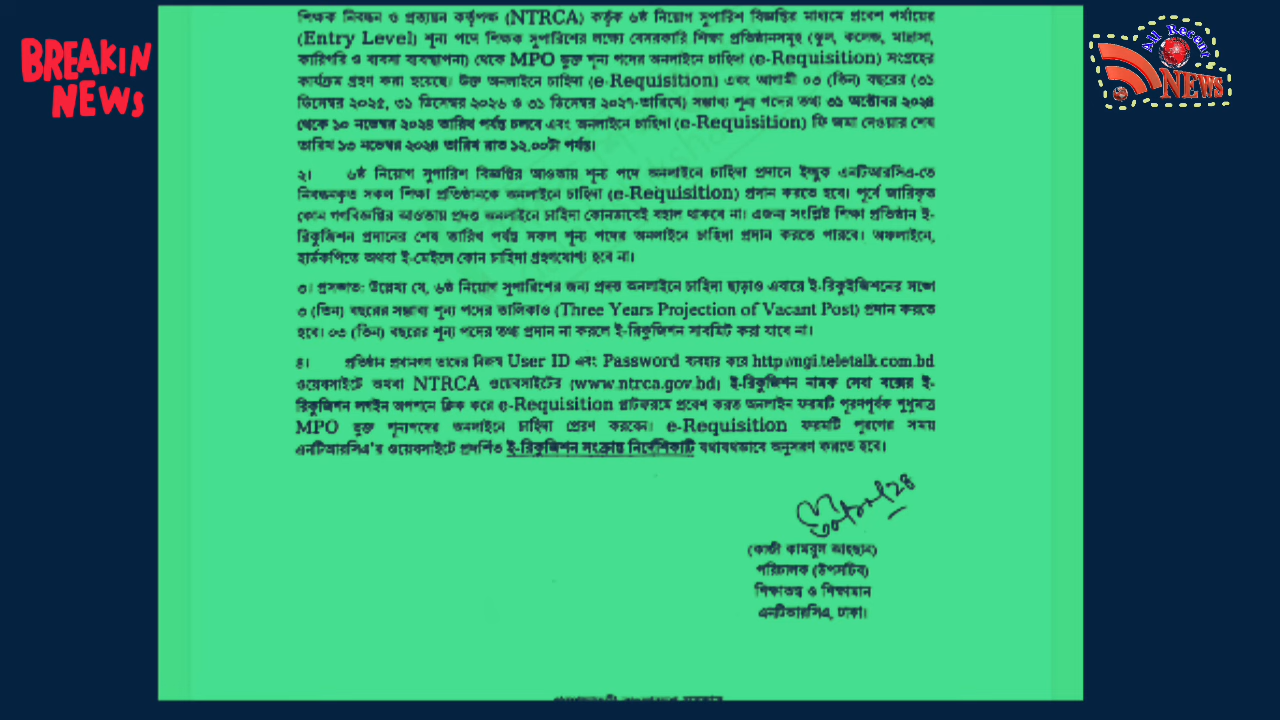 BREAKIN
NEWS
All Recent
NEWS
শিক্ষক নিবন্ধন ও প্রত্যয়ন কর্তৃপক্ষ (NTRCA) কর্তৃক ৬ষ্ঠ নিয়োগ সুপারিশ বিজ্ঞপ্তির মাধ্যমে প্রবেশ পর্যায়ের
(Entry Level) শূন্য পদে শিক্ষক সুপারিশের লক্ষ্যে বেসরকারি শিক্ষা প্রতিষ্ঠানসমূহ (স্কুল, কলেজ, মাদ্রাসা,
কারিগরি ও ব্যবসা ব্যবস্থাপনা) থেকে MPO ভুক্ত শূন্য পদের অনলাইনে চাহিদা (e-Requisition) সংগ্রহের
কার্যক্রম গ্রহণ করা হয়েছে। উক্ত অনলাইনে চাহিদা (e-Requisition) এবং আগামী ০৩ (তিন) বছরের (৩১
ডিসেম্বর ২০২৫, ৩১ ডিসেম্বর ২০২৬ ও ৩১ ডিসেম্বর ২০২৭-তারিখে) সম্ভাব্য শূন্য পদের তথ্য ৩১ অক্টোবর ২০২৪
থেকে ১০ নভেম্বর ২০২৪ তারিখ পর্যন্ত চলবে এবং অনলাইনে চাহিদা (e-Requisition) ফি জমা দেওয়ার শেষ
তারিখ ১৩ নভেম্বর ২০২৪ তারিখ রাত ১২.০০টা পর্যন্ত।
২। ৬ষ্ঠ নিয়োগ সুপারিশ বিজ্ঞপ্তির আওতায় শূন্য পদে অনলাইনে চাহিদা প্রদানে ইচ্ছুক এনটিআরসিএ-তে
নিবন্ধনকৃত সকল শিক্ষা প্রতিষ্ঠানকে অনলাইনে চাহিদা (e-Requisition) প্রদান করতে হবে। পূর্বে জারিকৃত
কোন গণবিজ্ঞপ্তির আওতায় প্রদত্ত অনলাইনে চাহিদা কোনভাবেই বহাল থাকবে না। এজন্য সংশ্লিষ্ট শিক্ষা প্রতিষ্ঠান ই-
রিকুজিশন প্রদানের শেষ তারিখ পর্যন্ত সকল শূন্য পদের অনলাইনে চাহিদা প্রদান করতে পারবে। অফলাইনে,
হার্ডকপিতে অথবা ই-মেইলে কোন চাহিদা গ্রহণযোগ্য হবে না।
৩। প্রসঙ্গত: উল্লেখ্য যে, ৬ষ্ঠ নিয়োগ সুপারিশের জন্য প্রদত্ত অনলাইনে চাহিদা ছাড়াও এবারে ই-রিকুইজিশনের সঙ্গে
৩ (তিন) বছরের সম্ভাব্য শূন্য পদের তালিকাও (Three Years Projection of Vacant Post) প্রদান করতে
হবে। ০৩ (তিন) বছরের শূন্য পদের তথ্য প্রদান না করলে ই-রিকুজিশন সাবমিট করা যাবে না।
৪। প্রতিষ্ঠান প্রধানগণ তাদের নিজস্ব User ID এবং Password ব্যবহার করে http://ngi.teletalk.com.bd
ওয়েবসাইটে অথবা NTRCA ওয়েবসাইটের (www.ntrca.gov.bd) ই-রিকুজিশন নামক সেবা বক্সের ই-
রিকুজিশন লগইন অপশনে ক্লিক করে e-Requisition প্লাটফরমে প্রবেশ করত অনলাইন ফরমটি পূরণপূর্বক শুধুমাত্র
MPO ভুক্ত শূন্যপদের অনলাইনে চাহিদা প্রেরণ করবেন। e-Requisition ফরমটি পূরণের সময়
এনটিআরসিএ'র ওয়েবসাইটে প্রদর্শিত ই-রিকুজিশন সংক্রান্ত নির্দেশিকাটি যথাযথভাবে অনুসরণ করতে হবে।
(কাজী কামরুল আহছান)
পরিচালক (উপসচিব)
শিক্ষাতত্ত্ব ও শিক্ষামান
এনটিআরসিএ, ঢাকা।